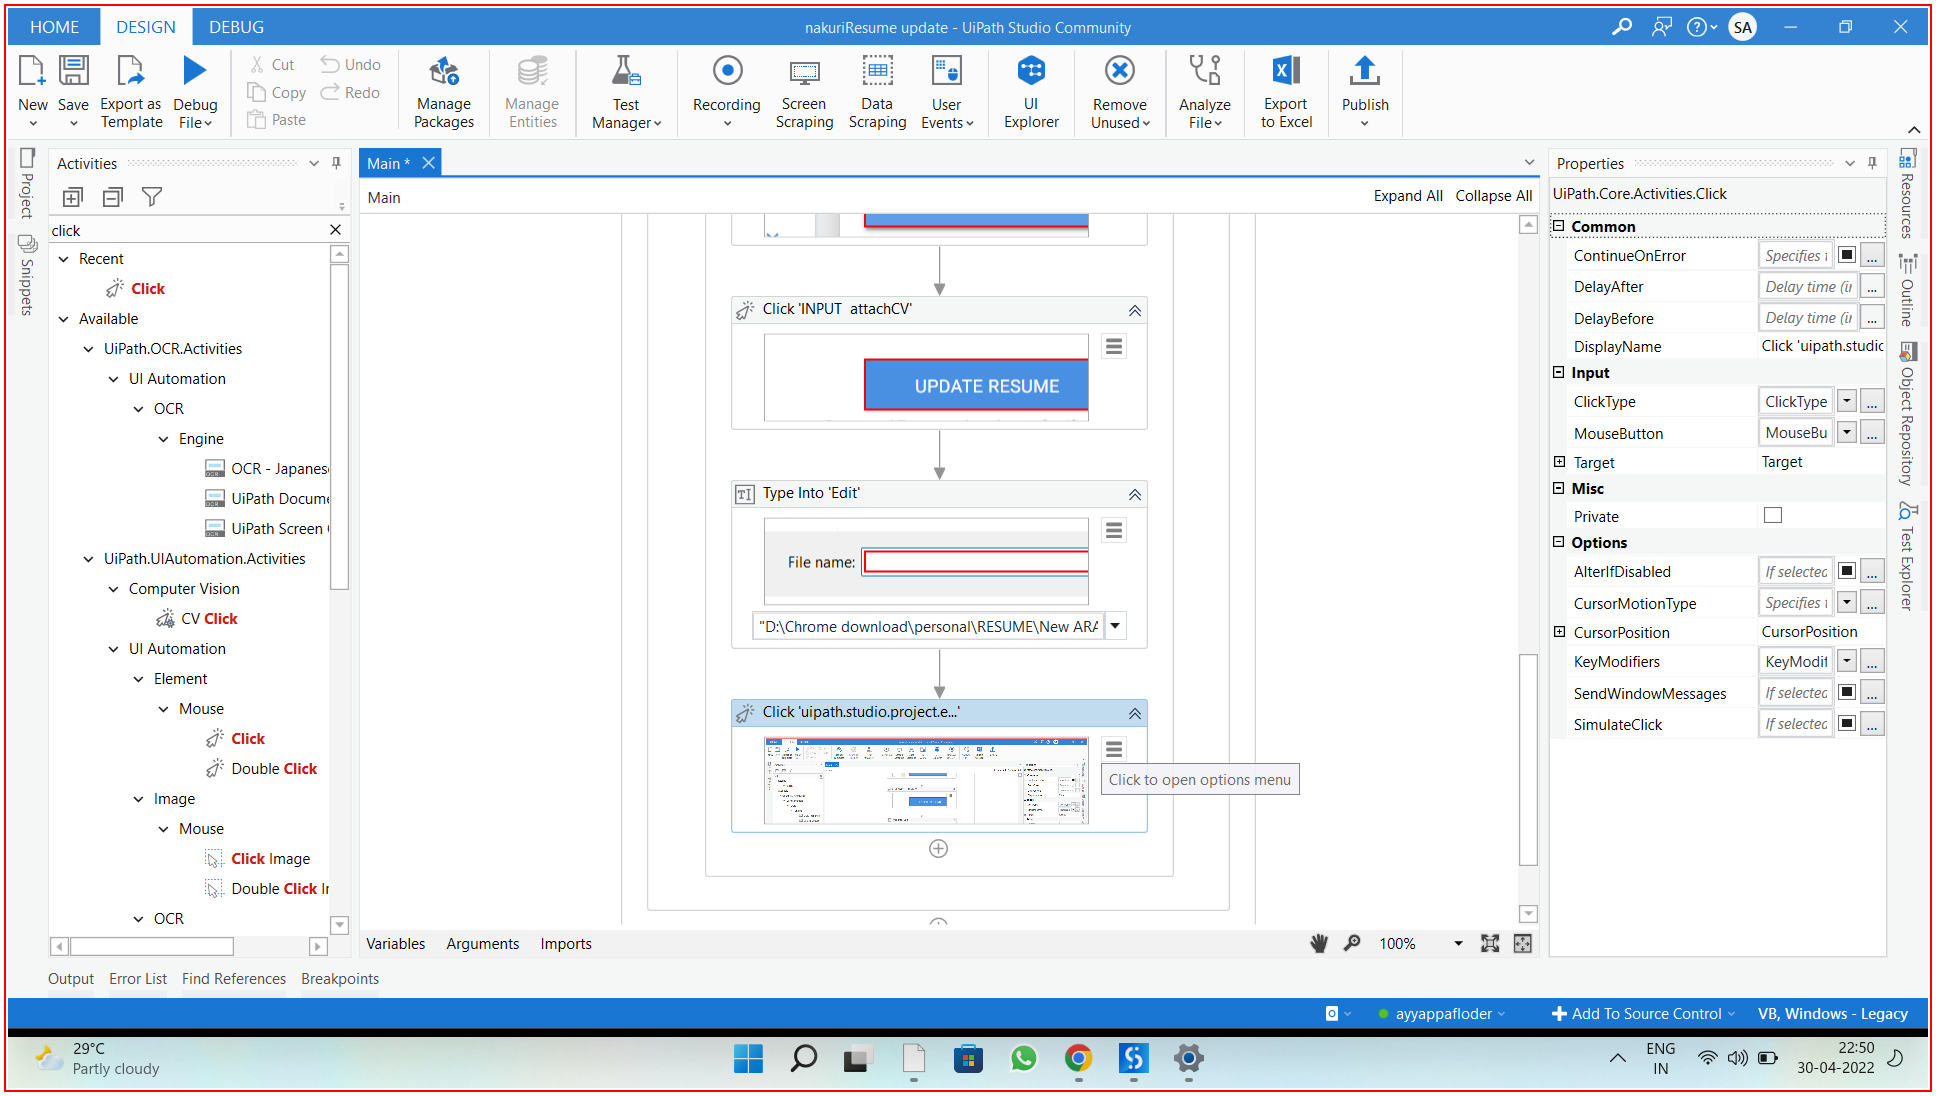 HOME DESIGN DEBUG
nakuriResume update - UiPath Studio Community
SA
New
Save
Export as Template
Debug File
Cut
Copy
Paste
Undo
Redo
Manage Packages
Manage Entities
Test Manager
Recording
Screen Scraping
Data Scraping
User Events
UI Explorer
Remove Unused
Analyze File
Export to Excel
Publish
Project
Snippets
Activities
click
Recent
Click
Available
UiPath.OCR.Activities
UI Automation
OCR
Engine
OCR - Japanes
UiPath Docume
UiPath Screen
UiPath.UIAutomation.Activities
Computer Vision
CV Click
UI Automation
Element
Mouse
Click
Double Click
Image
Mouse
Click Image
Double Click
OCR
Main *
Main
Expand All Collapse All
Click 'INPUT attachCV'
UPDATE RESUME
Type Into 'Edit'
File name:
"D:\Chrome download\personal\RESUME\New ARA
Click 'uipath.studio.project.e...'
Click to open options menu
Variables Arguments Imports
100%
Properties
UiPath.Core.Activities.Click
Common
ContinueOnError Specifies t ...
DelayAfter Delay time (ir ...
DelayBefore Delay time (ir ...
DisplayName Click 'uipath.studic
Input
ClickType ClickType ...
MouseButton MouseBu ...
Target Target
Misc
Private
Options
AlterIfDisabled If selected ...
CursorMotionType Specifies t ...
CursorPosition CursorPosition
KeyModifiers KeyModif ...
SendWindowMessages If selected ...
SimulateClick If selected ...
Resources
Outline
Object Repository
Test Explorer
Output Error List Find References Breakpoints
ayyappafloder
Add To Source Control
VB, Windows - Legacy
29°C
Partly cloudy
ENG
IN
22:50
30-04-2022